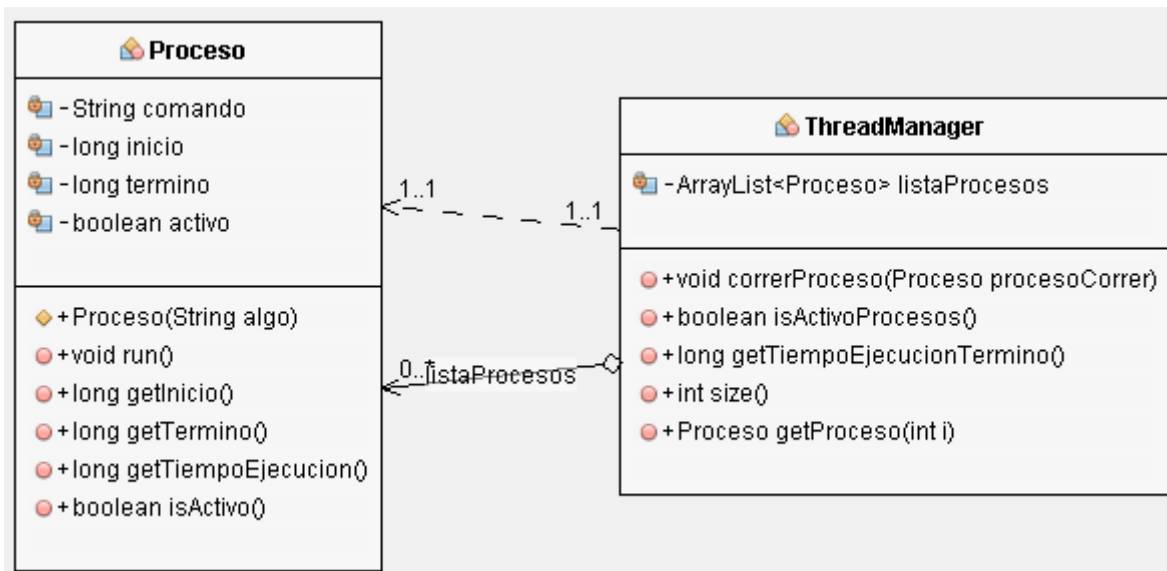 Proceso
-String comando
-long inicio
-long termino
-boolean activo
+Proceso(String algo)
+void run()
+long getInicio()
+long getTermino()
+long getTiempoEjecucion()
+boolean isActivo()
1..1
1..1
0..*
listaProcesos
ThreadManager
-ArrayList<Proceso> listaProcesos
+void correrProceso(Proceso procesoCorrer)
+boolean isActivoProcesos()
+long getTiempoEjecucionTermino()
+int size()
+Proceso getProceso(int i)